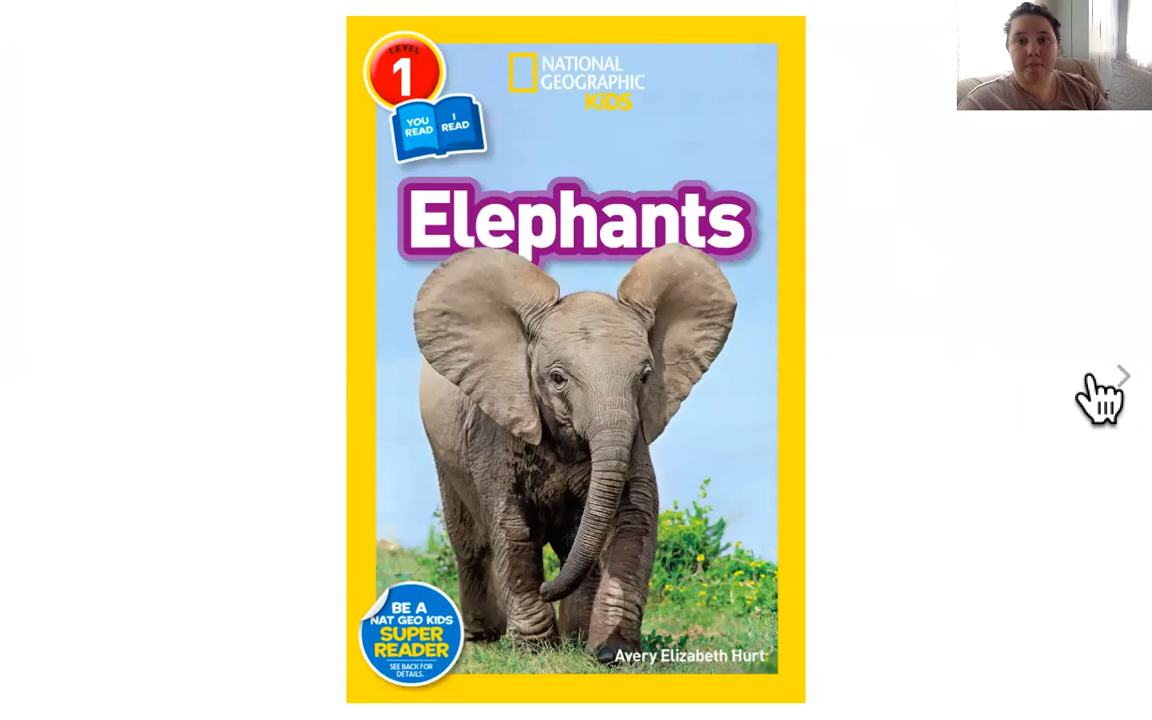 LEVEL
1
YOU
READ
I
READ
NATIONAL
GEOGRAPHIC
KiDS
Elephants
BE A
NAT GEO KIDS
SUPER
READER
SEE BACK FOR
DETAILS.
Avery Elizabeth Hurt